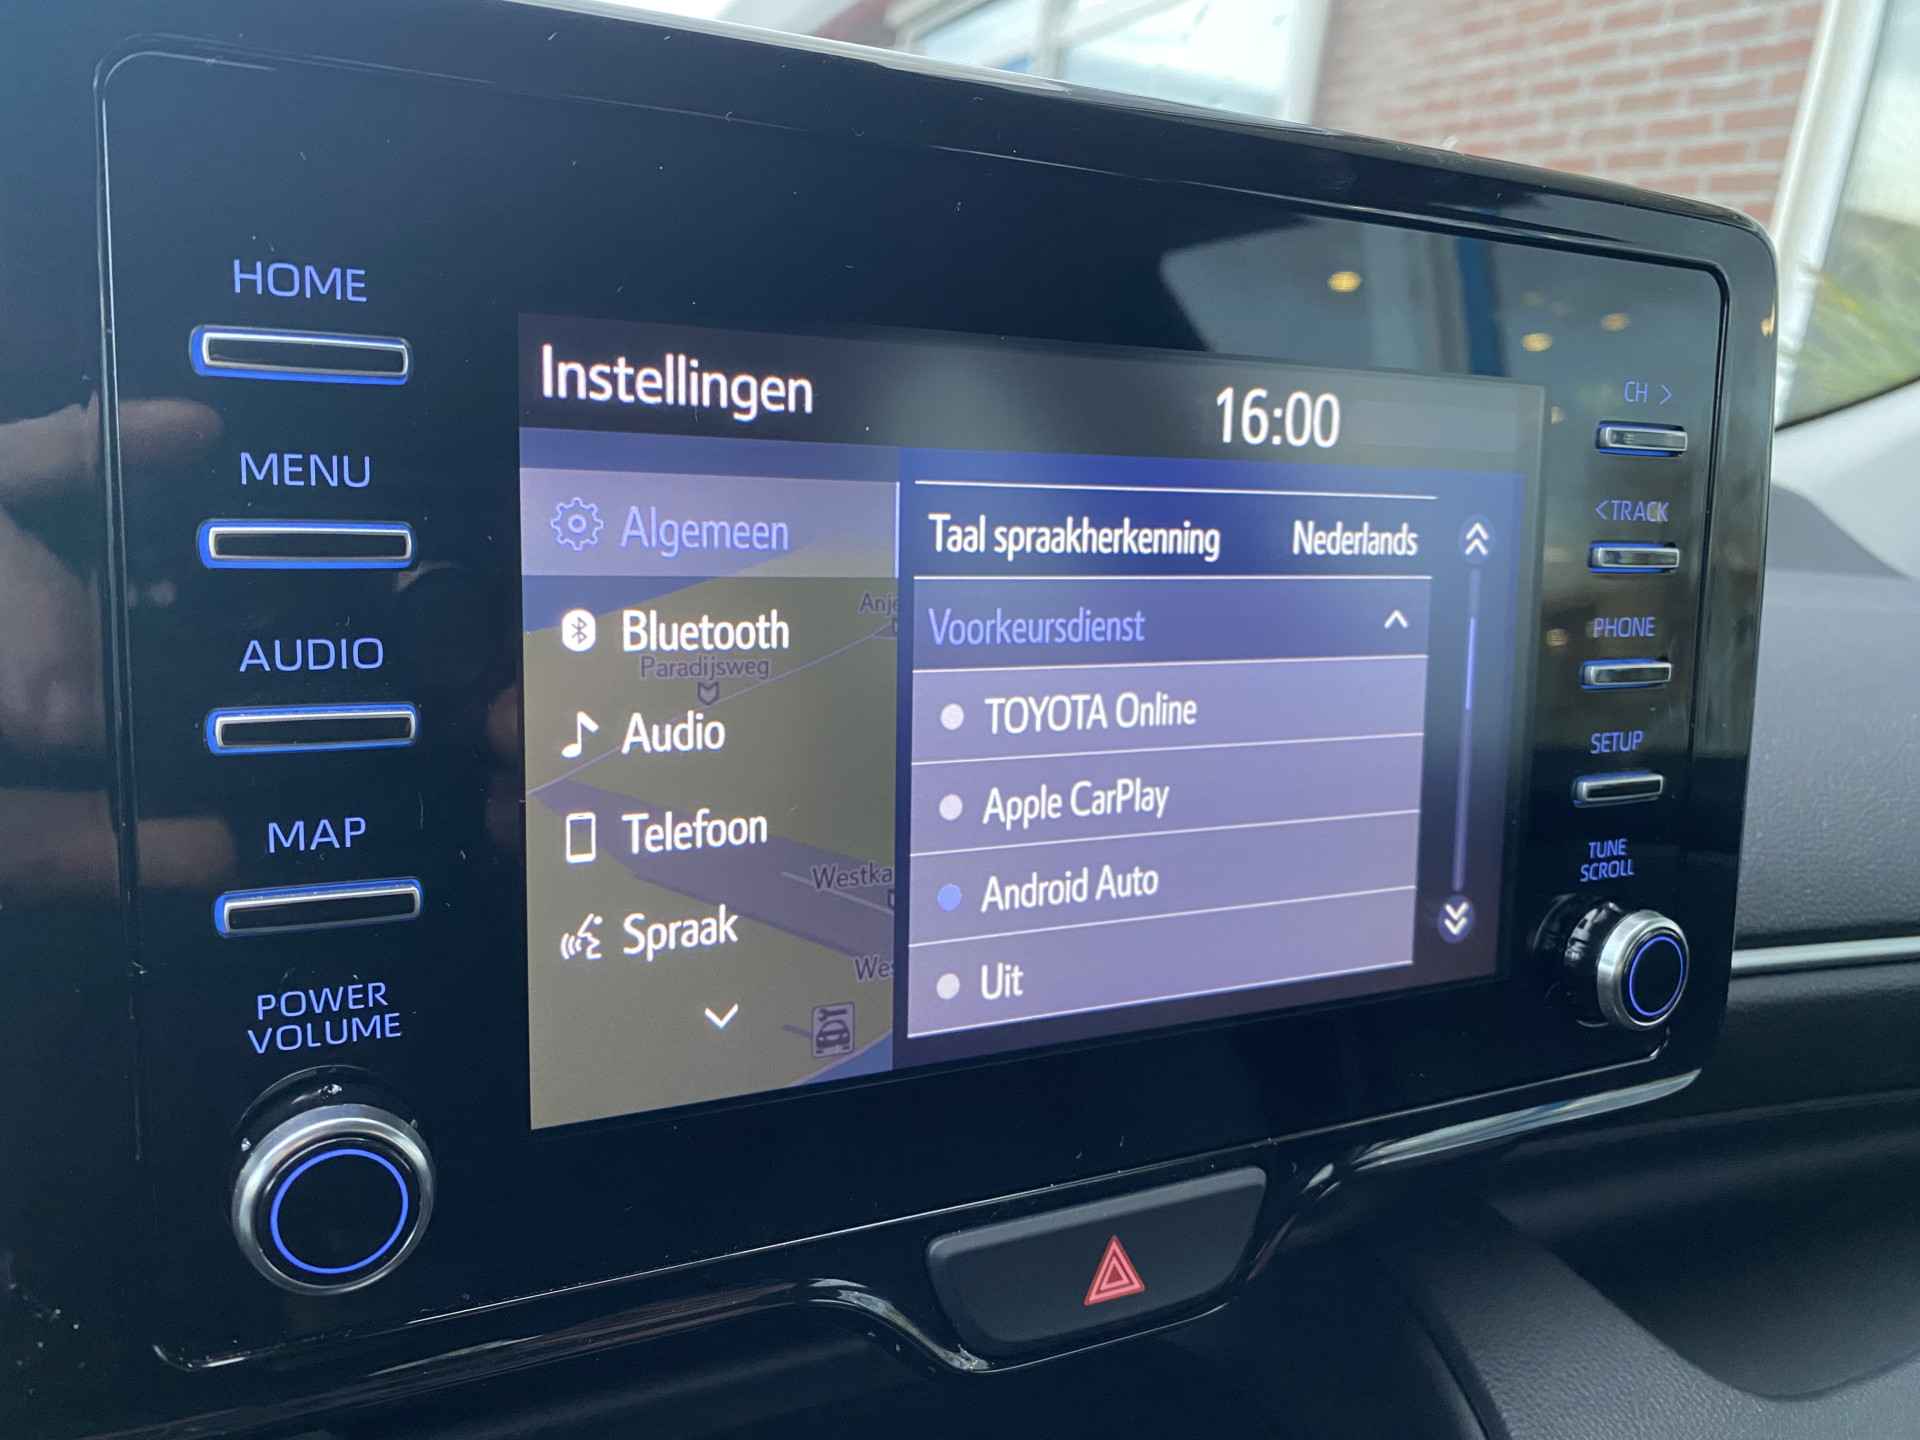 HOME
MENU
AUDIO
MAP
POWER
VOLUME
Instellingen
16:00
Algemeen
Bluetooth
Paradijsweg
Audio
Telefoon
Spraak
Taal spraakherkenning Nederlands
Voorkeursdienst
TOYOTA Online
Apple CarPlay
Android Auto
Uit
CH >
<TRACK
PHONE
SETUP
TUNE
SCROLL